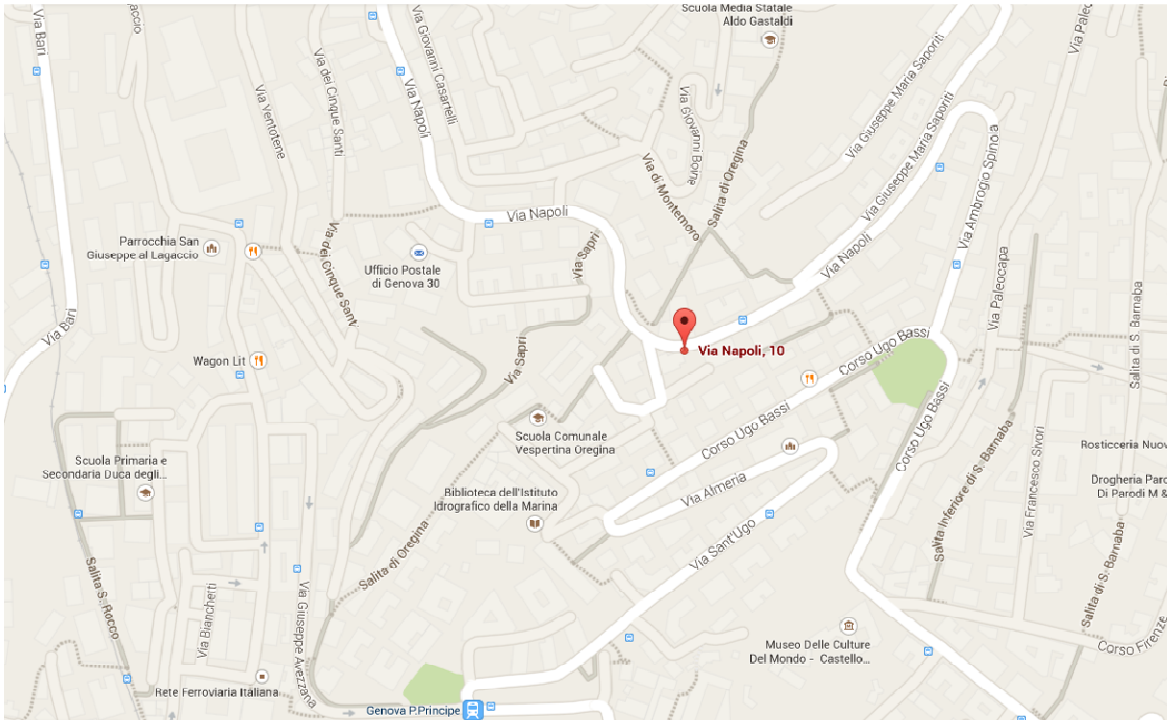 Scuola Media Statale
Aldo Gastaldi
Via Bari
Via Giovanni Casartelli
Via Napoli
Via Ventotene
Via dei Cinque Santi
Via Giovanni Bome
Via Giuseppe Maria Saporiti
Via Giuseppe Maria Saporiti
Via di Montemoro
Salita di Oregina
Via Ambrogio Spinola
Via Napoli
Via Sapri
Parrocchia San
Giuseppe al Lagaccio
Via dei Cinque Santi
Ufficio Postale
di Genova 30
Via Napoli
Via Paleocapa
Salita di S. Barnaba
Via Bari
Via Sapri
Via Napoli, 10
Corso Ugo Bassi
Wagon Lit
Corso Ugo Bassi
Corso Ugo Bassi
Scuola Comunale
Vespertina Oregina
Scuola Primaria e
Secondaria Duca degli...
Via Almeria
Biblioteca dell'Istituto
Idrografico della Marina
Salita Inferiore di S. Barnaba
Via Francesco Sivori
Rosticceria
Drogheria
Di Parodi M &
Via Sant'Ugo
Salita di Oregina
Salita di S. Barnaba
Salita S. Rocco
Via Bianchetti
Via Giuseppe Avezzana
Museo Delle Culture
Del Mondo - Castello...
Corso Firenze
Rete Ferroviaria Italiana
Genova P.Principe